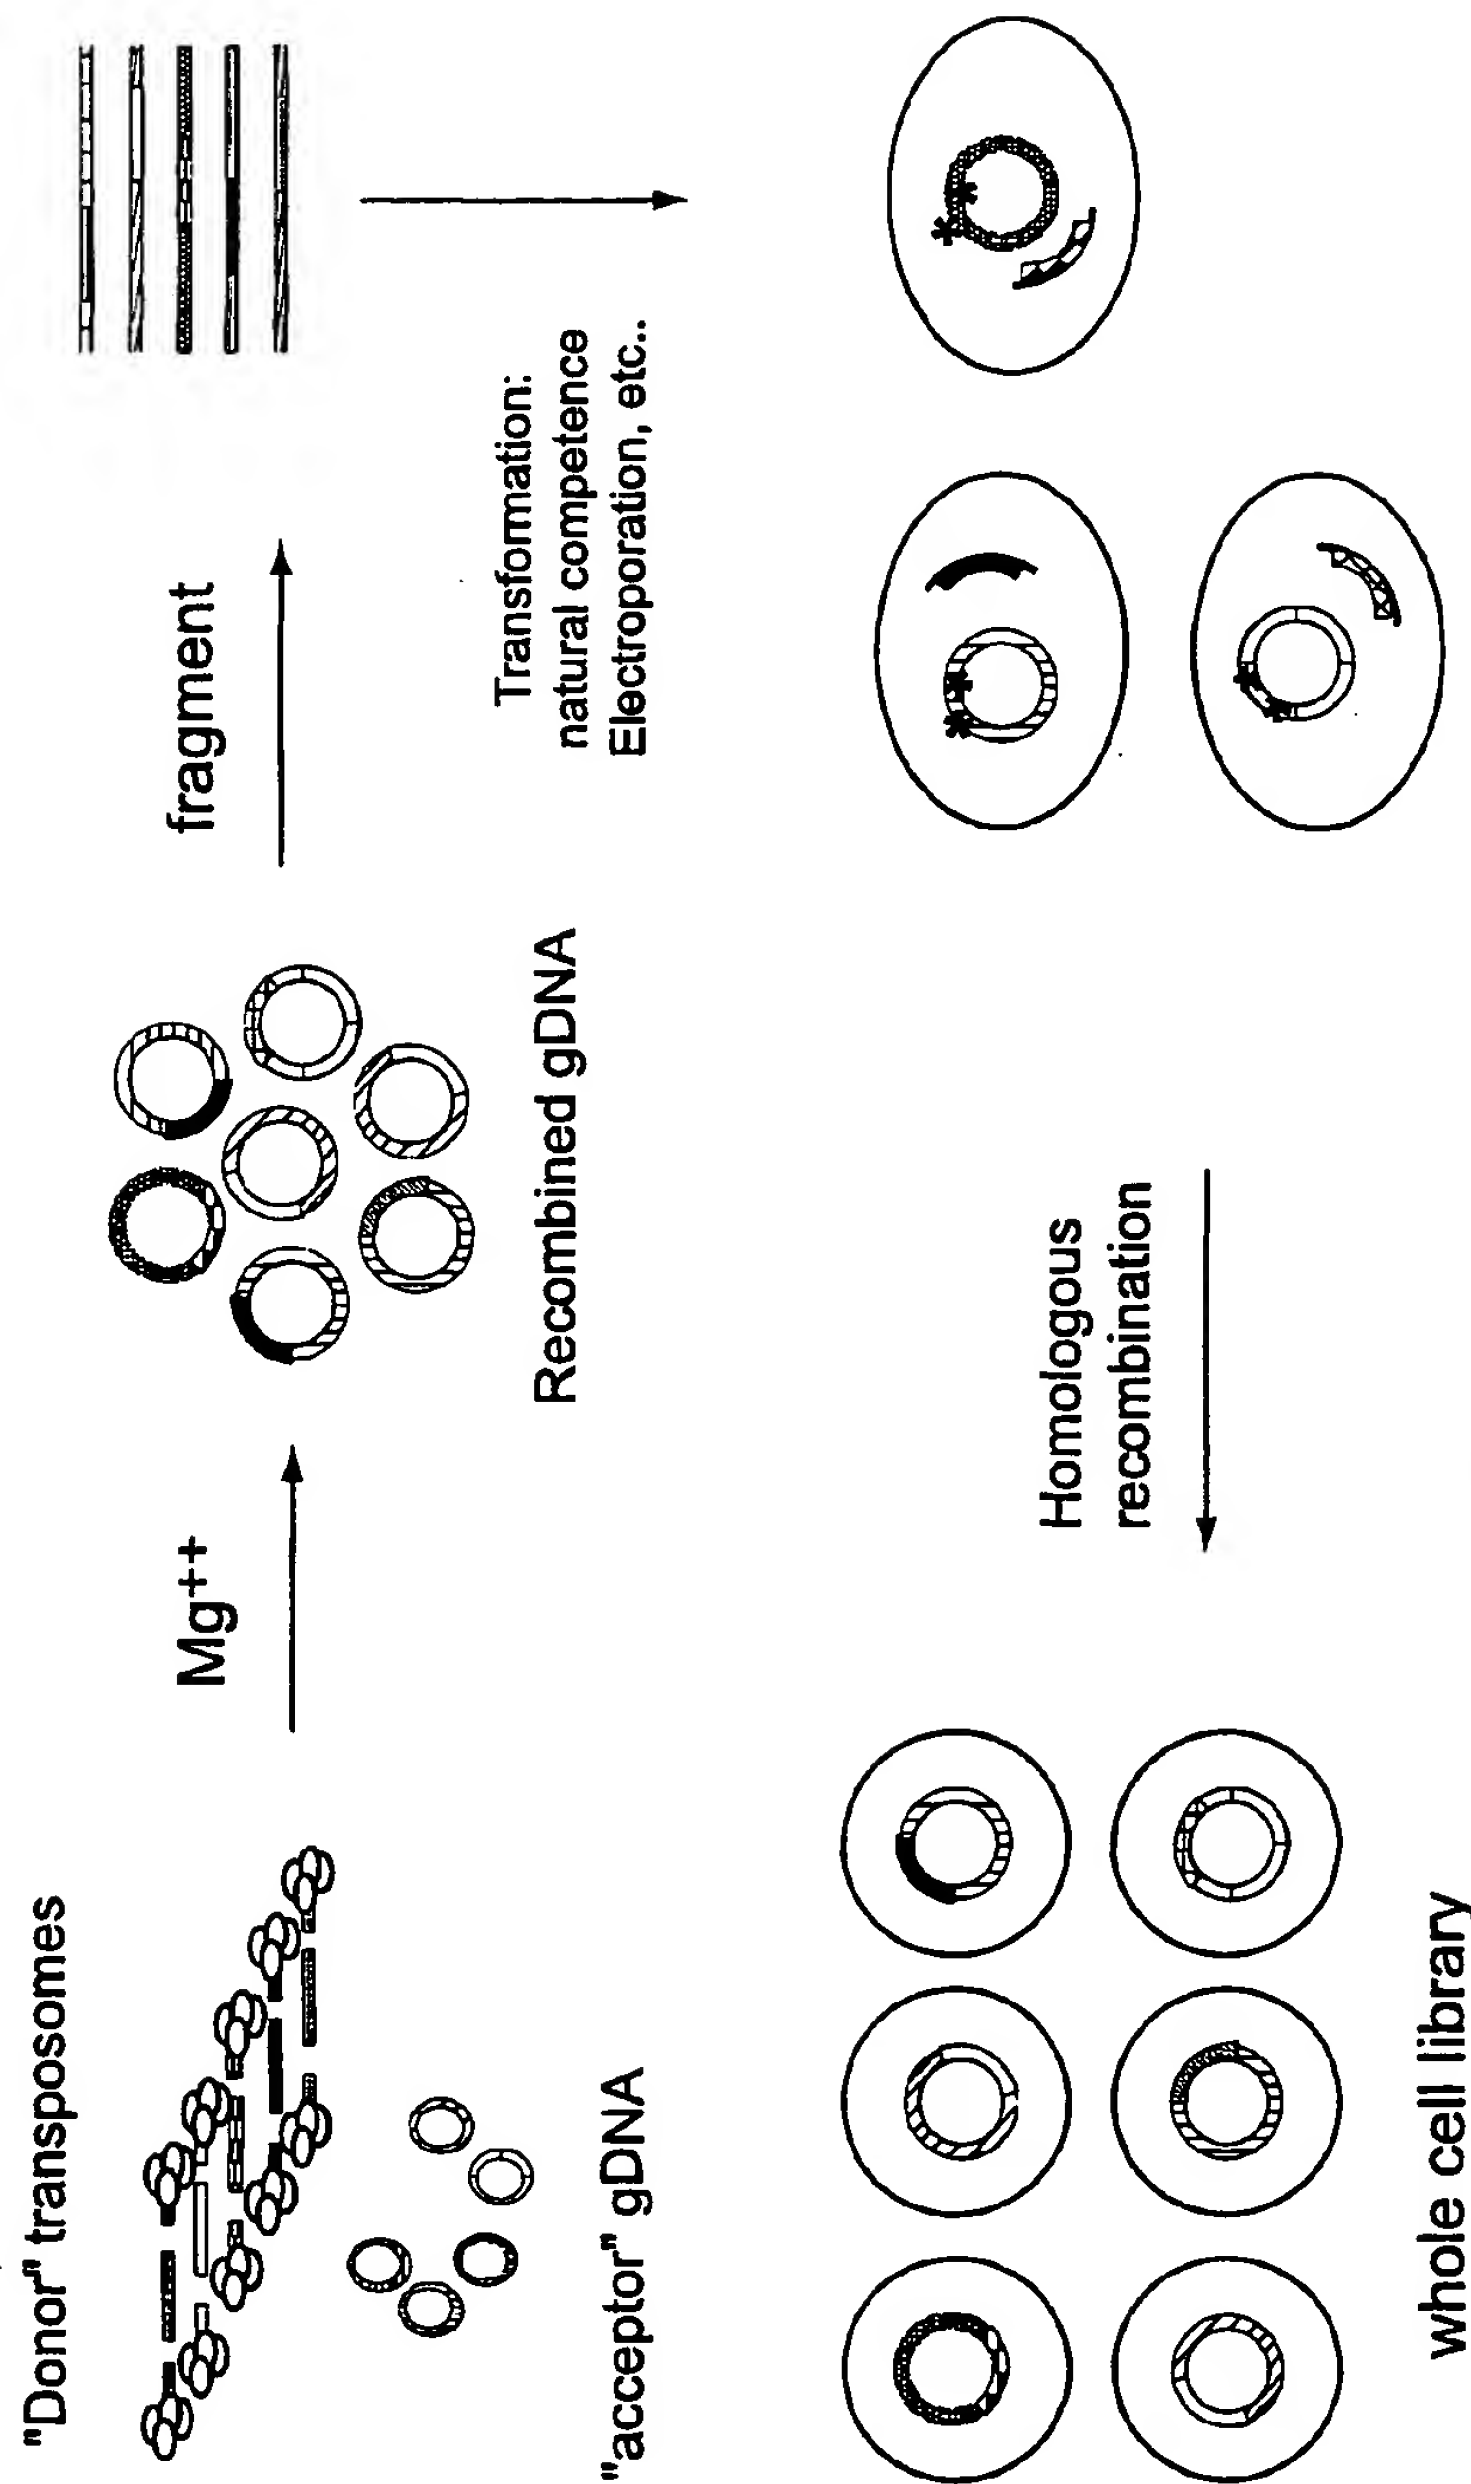 "Donor" transposomes
"acceptor" gDNA
Mg++
Recombined gDNA
fragment
Transformation:
natural competence
Electroporation, etc..
Homologous
recombination
whole cell library